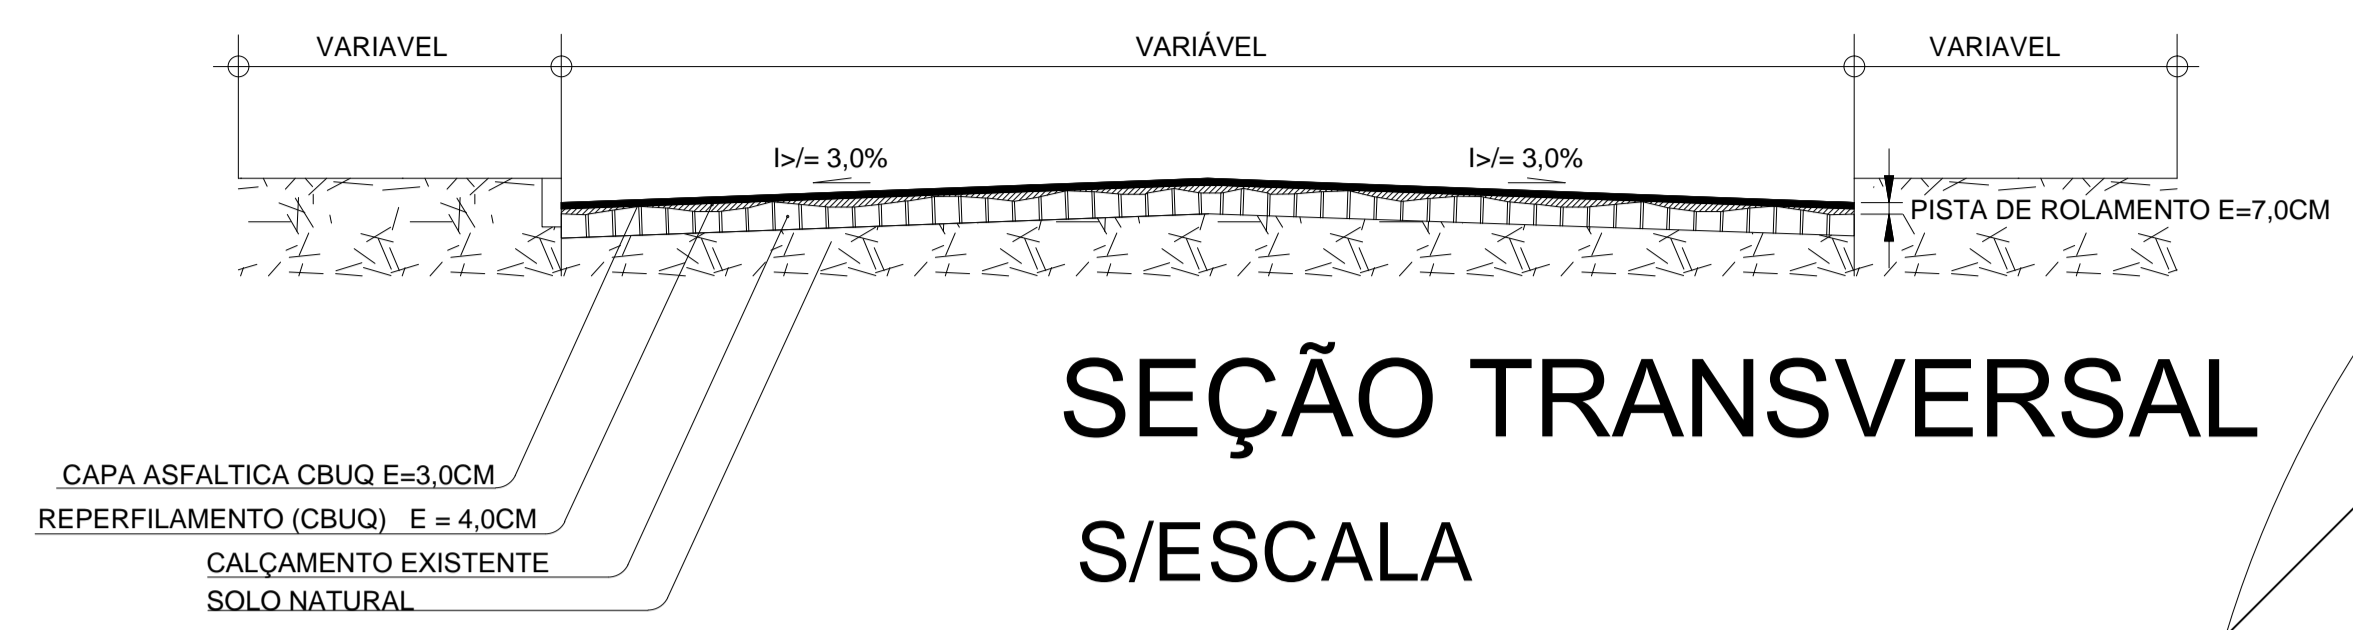 VARIAVEL
VARIÁVEL
VARIAVEL
I>/= 3,0%
I>/= 3,0%
PISTA DE ROLAMENTO E=7,0CM
SEÇÃO TRANSVERSAL
S/ESCALA
CAPA ASFALTICA CBUQ E=3,0CM
REPERFILAMENTO (CBUQ) E = 4,0CM
CALÇAMENTO EXISTENTE
SOLO NATURAL